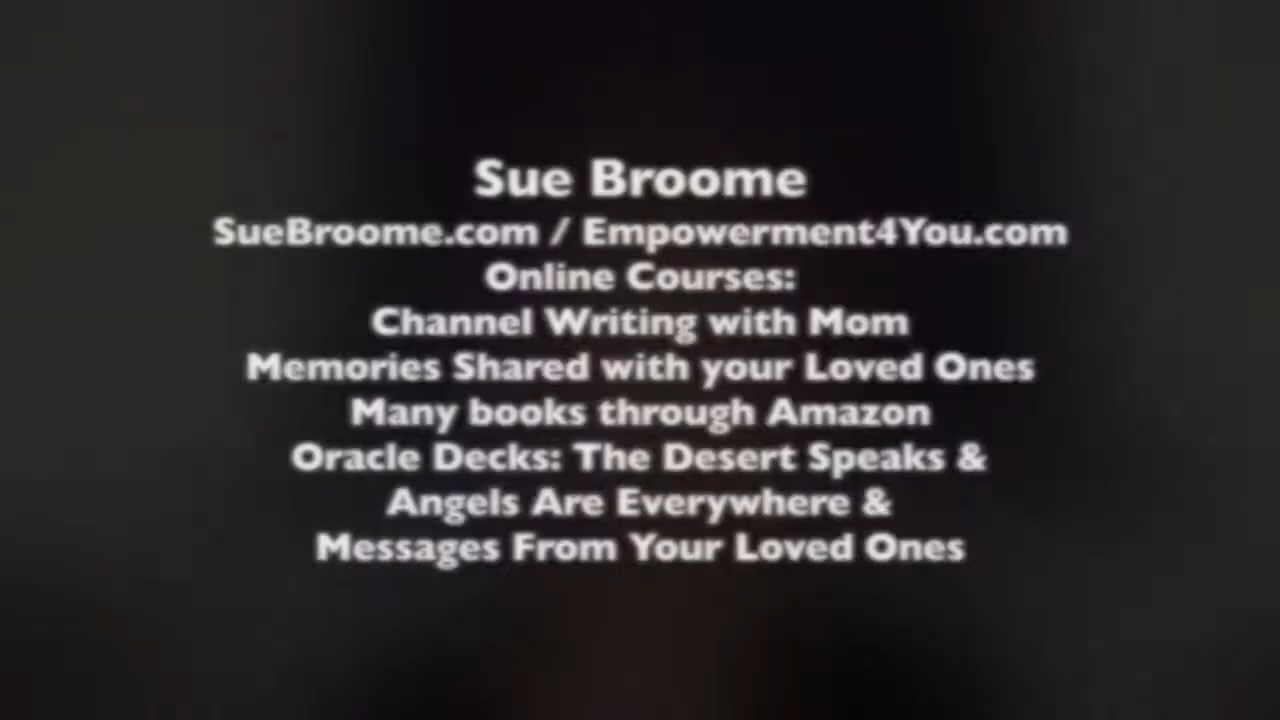 Sue Broome
SueBroome.com / Empowerment4You.com
Online Courses:
Channel Writing with Mom
Memories Shared with your Loved Ones
Many books through Amazon
Oracle Decks: The Desert Speaks &
Angels Are Everywhere &
Messages From Your Loved Ones